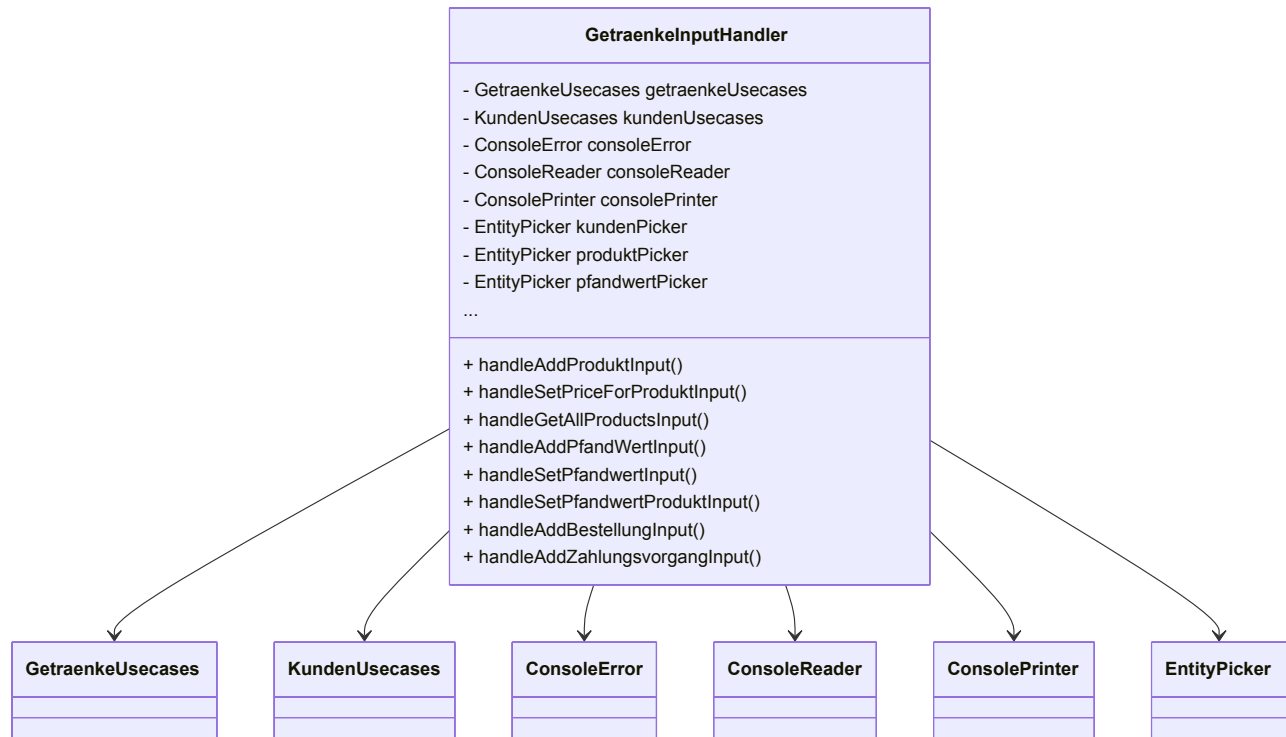 GetraenkeInputHandler
- GetraenkeUsecases getraenkeUsecases
- KundenUsecases kundenUsecases
- ConsoleError consoleError
- ConsoleReader consoleReader
- ConsolePrinter consolePrinter
- EntityPicker kundenPicker
- EntityPicker produktPicker
- EntityPicker pfandwertPicker
...
+ handleAddProduktInput()
+ handleSetPriceForProduktInput()
+ handleGetAllProductsInput()
+ handleAddPfandWertInput()
+ handleSetPfandwertInput()
+ handleSetPfandwertProduktInput()
+ handleAddBestellungInput()
+ handleAddZahlungsvorgangInput()
GetraenkeUsecases
KundenUsecases
ConsoleError
ConsoleReader
ConsolePrinter
EntityPicker